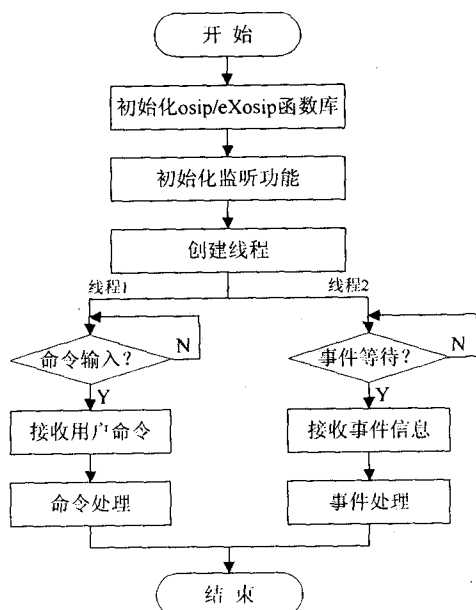 开 始
初始化osip/eXosip函数库
初始化监听功能
创建线程
线程1
线程2
命令输入?
N
事件等待?
N
Y
Y
接收用户命令
接收事件信息
命令处理
事件处理
结 束